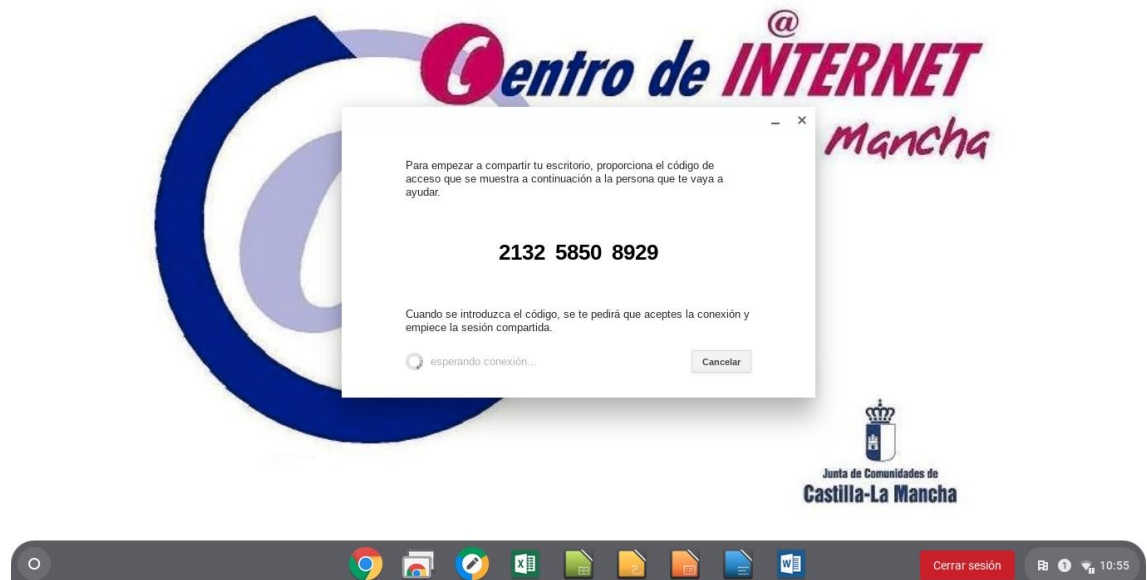 Centro de INTERNET
Mancha
Para empezar a compartir tu escritorio, proporciona el código de
acceso que se muestra a continuación a la persona que te vaya a
ayudar.
2132 5850 8929
Cuando se introduzca el código, se te pedirá que aceptes la conexión y
empiece la sesión compartida.
esperando conexión...
Cancelar
Junta de Comunidades de
Castilla-La Mancha
Cerrar sesión
1
10:55